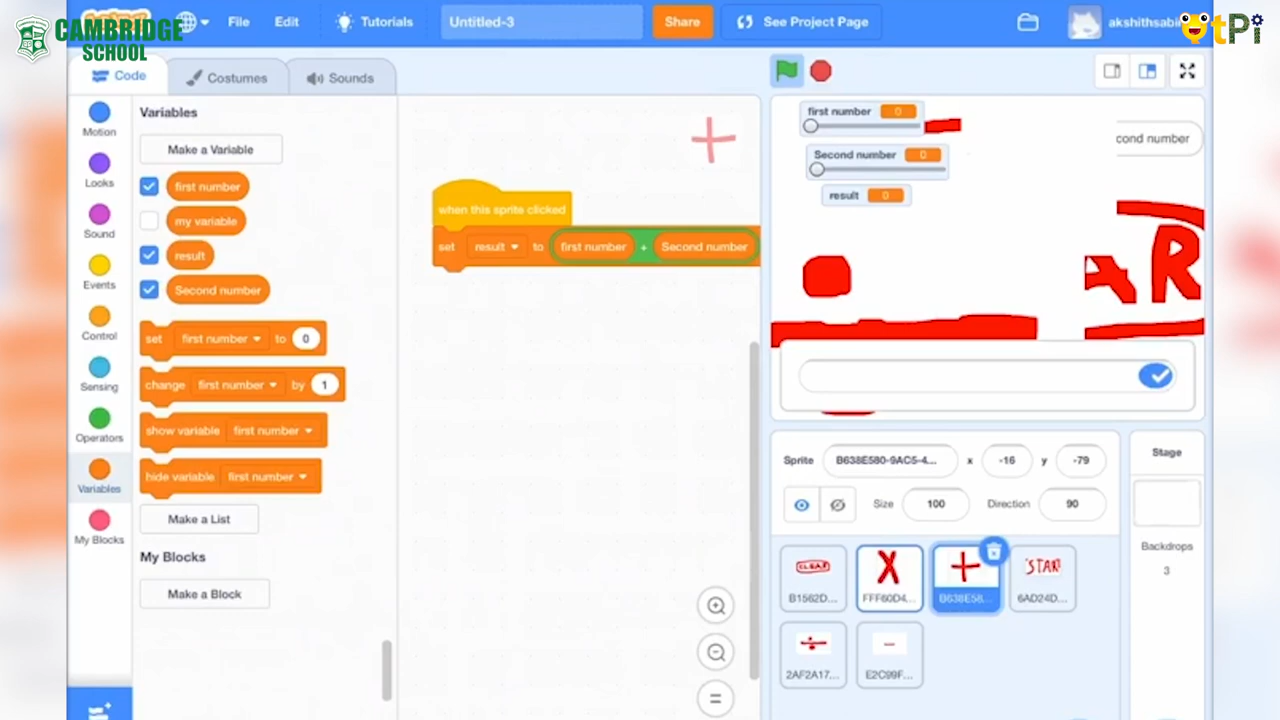 CAMBRIDGE
SCHOOL
File
Edit
Tutorials
Untitled-3
Share
See Project Page
tPi
Code
Costumes
Sounds
Motion
Looks
Sound
Events
Control
Sensing
Operators
Variables
My Blocks
Variables
Make a Variable
first number
my variable
result
Second number
set first number to 0
change first number by 1
show variable first number
hide variable first number
Make a List
My Blocks
Make a Block
when this sprite clicked
set result to first number + Second number
first number 0
Second number 0
result 0
cond number
AR
Sprite B638E580-9AC5-4... x -16 y -79
Size 100 Direction 90
Stage
Backdrops
3
CLEAR
B1562D...
X
FFF60D4...
+
B638E58...
START
6AD24D...
÷
2AF2A17...
-
E2C99F...